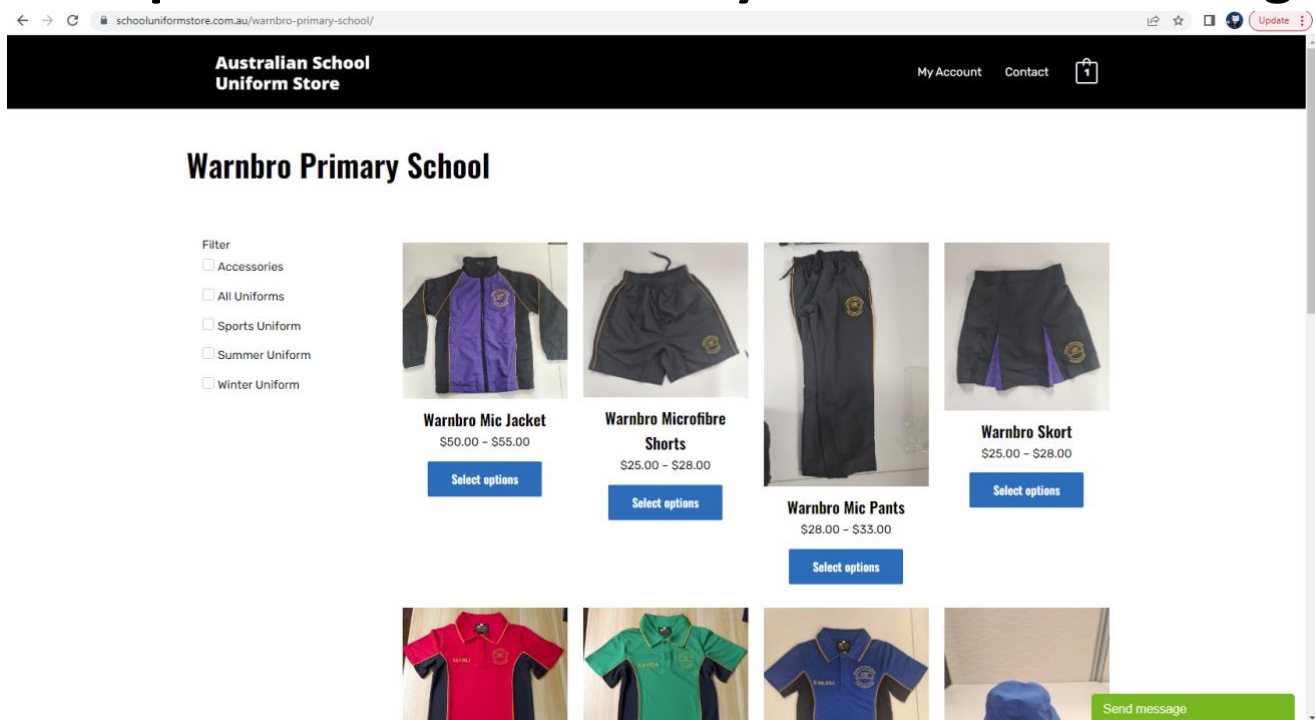 schooluniformstore.com.au/warnbro-primary-school/
Update
Australian School
Uniform Store
My Account
Contact
1
Warnbro Primary School
Filter
Accessories
All Uniforms
Sports Uniform
Summer Uniform
Winter Uniform
Warnbro Mic Jacket
$50.00 – $55.00
Select options
Warnbro Microfibre
Shorts
$25.00 – $28.00
Select options
Warnbro Mic Pants
$28.00 – $33.00
Select options
Warnbro Skort
$25.00 – $28.00
Select options
Send message